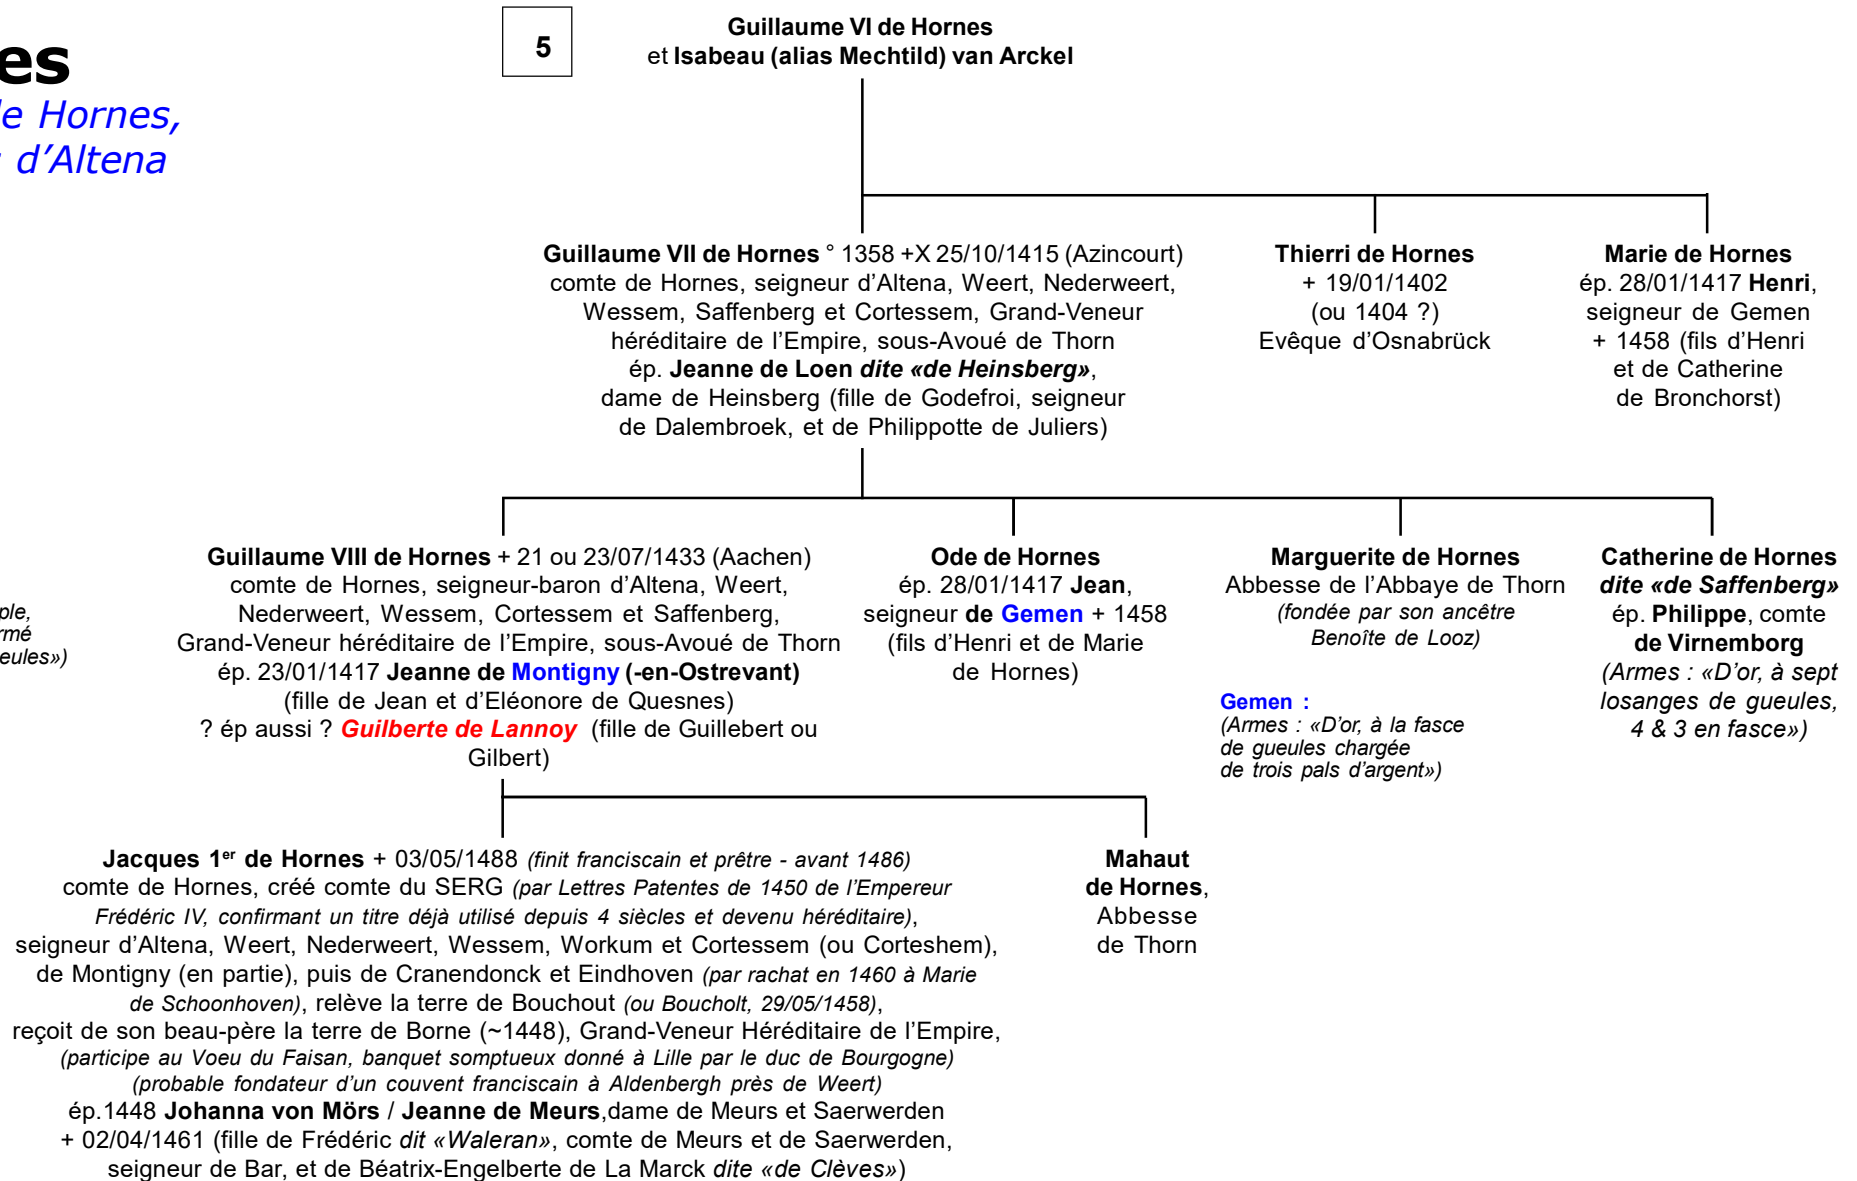 es
de Hornes,
d'Altena
5
Guillaume VI de Hornes
et Isabeau (alias Mechtild) van Arckel
Guillaume VII de Hornes ° 1358 +X 25/10/1415 (Azincourt)
comte de Hornes, seigneur d'Altena, Weert, Nederweert,
Wessem, Saffenberg et Cortessem, Grand-Veneur
héréditaire de l'Empire, sous-Avoué de Thorn
ép. Jeanne de Loen dite «de Heinsberg»,
dame de Heinsberg (fille de Godefroi, seigneur
de Dalembroek, et de Philippotte de Juliers)
Thierri de Hornes
+ 19/01/1402
(ou 1404 ?)
Evêque d'Osnabrück
Marie de Hornes
ép. 28/01/1417 Henri,
seigneur de Gemen
+ 1458 (fils d'Henri
et de Catherine
de Bronchorst)
ple,
rmé
eules»)
Guillaume VIII de Hornes + 21 ou 23/07/1433 (Aachen)
comte de Hornes, seigneur-baron d'Altena, Weert,
Nederweert, Wessem, Cortessem et Saffenberg,
Grand-Veneur héréditaire de l'Empire, sous-Avoué de Thorn
ép. 23/01/1417 Jeanne de Montigny (-en-Ostrevant)
(fille de Jean et d'Eléonore de Quesnes)
? ép aussi ? Guilberte de Lannoy (fille de Guillebert ou
Gilbert)
Ode de Hornes
ép. 28/01/1417 Jean,
seigneur de Gemen + 1458
(fils d'Henri et de Marie
de Hornes)
Marguerite de Hornes
Abbesse de l'Abbaye de Thorn
(fondée par son ancêtre
Benoîte de Looz)
Gemen :
(Armes : «D'or, à la fasce
de gueules chargée
de trois pals d'argent»)
Catherine de Hornes
dite «de Saffenberg»
ép. Philippe, comte
de Virnemborg
(Armes : «D'or, à sept
losanges de gueules,
4 & 3 en fasce»)
Jacques 1er de Hornes + 03/05/1488 (finit franciscain et prêtre - avant 1486)
comte de Hornes, créé comte du SERG (par Lettres Patentes de 1450 de l'Empereur
Frédéric IV, confirmant un titre déjà utilisé depuis 4 siècles et devenu héréditaire),
seigneur d'Altena, Weert, Nederweert, Wessem, Workum et Cortessem (ou Corteshem),
de Montigny (en partie), puis de Cranendonck et Eindhoven (par rachat en 1460 à Marie
de Schoonhoven), relève la terre de Bouchout (ou Boucholt, 29/05/1458),
reçoit de son beau-père la terre de Borne (~1448), Grand-Veneur Héréditaire de l'Empire,
(participe au Voeu du Faisan, banquet somptueux donné à Lille par le duc de Bourgogne)
(probable fondateur d'un couvent franciscain à Aldenbergh près de Weert)
ép.1448 Johanna von Mörs / Jeanne de Meurs,dame de Meurs et Saerwerden
+ 02/04/1461 (fille de Frédéric dit «Waleran», comte de Meurs et de Saerwerden,
seigneur de Bar, et de Béatrix-Engelberte de La Marck dite «de Clèves»)
Mahaut
de Hornes,
Abbesse
de Thorn